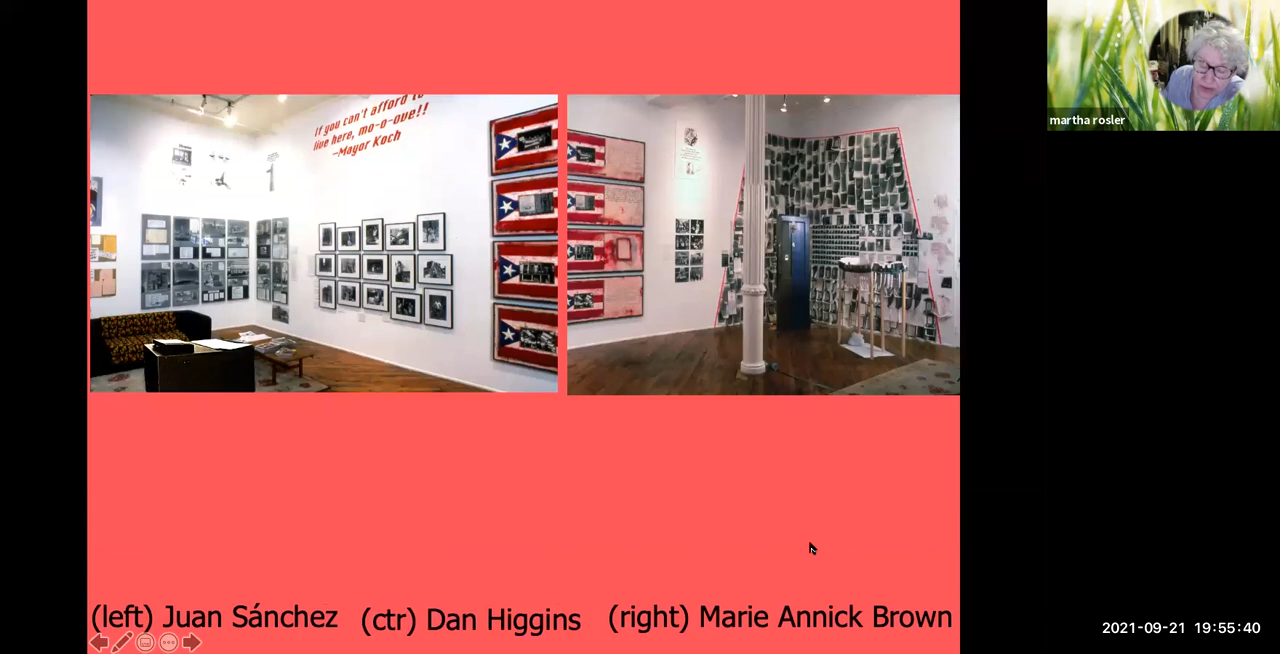 If you can't afford to
live here, mo-o-ove!!
—Mayor Koch
martha rosler
(left) Juan Sánchez (ctr) Dan Higgins (right) Marie Annick Brown
2021-09-21 19:55:40